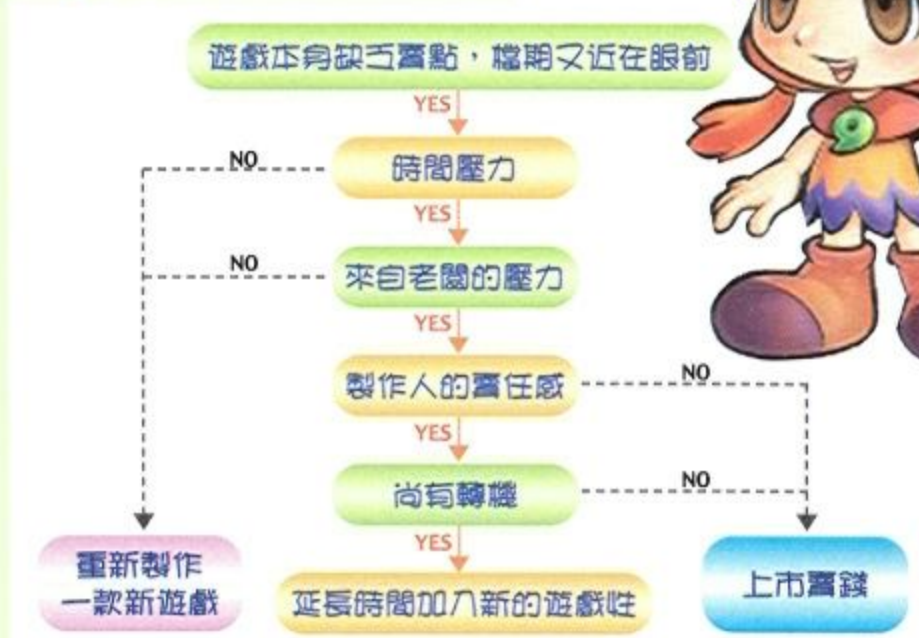 遊戲本身缺乏賣點，檔期又近在眼前
YES
NO
時間壓力
YES
NO
來自老闆的壓力
YES
製作人的責任感
NO
YES
尚有轉機
NO
YES
重新製作
一款新遊戲
延長時間加入新的遊戲性
上市賣錢